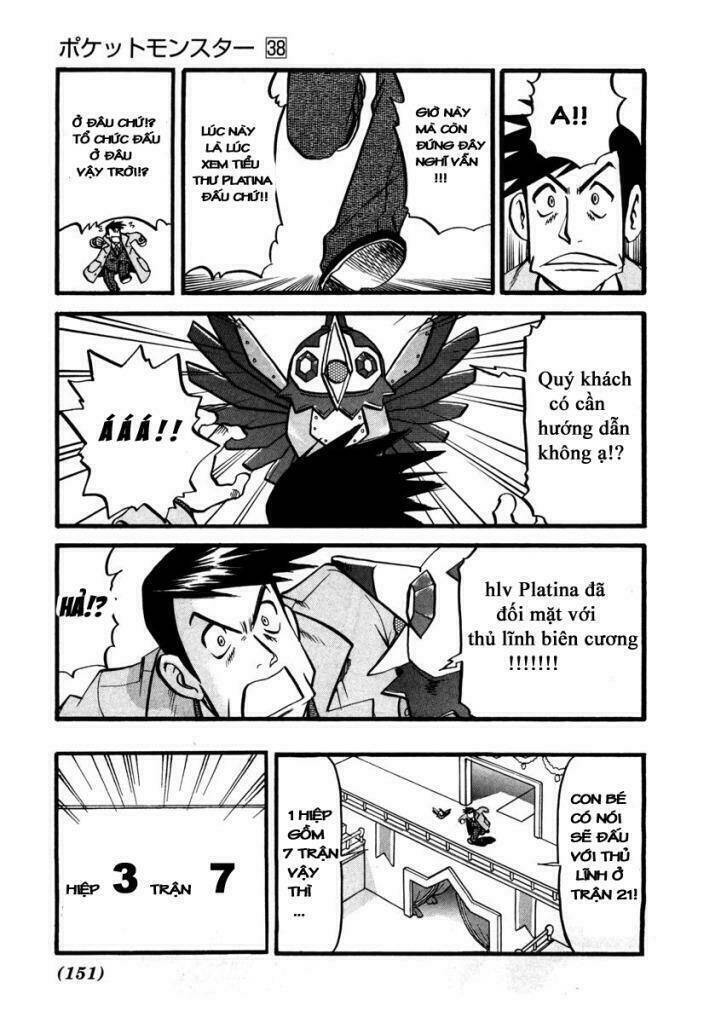 ポケットモンスター 38
A!!
GIỜ NÀY
MÀ CÒN
ĐỨNG ĐÂY
NGHĨ VẨN
!!!
LÚC NÀY
LÀ LÚC
XEM TIỂU
THƯ PLATINA
ĐẤU CHỨ!!
Ở ĐÂU CHỨ!?
TỔ CHỨC ĐẤU
Ở ĐÂU
VẬY TRỜI!?
Quý khách
có cần
hướng dẫn
không ạ!?
ÁÁÁ!!
hlv Platina đã
đối mặt với
thủ lĩnh biên cương
!!!!!!!
HẢ!?
CON BÉ
CÓ NÓI
SẼ ĐẤU
VỚI THỦ
LĨNH Ở
TRẬN 21!
1 HIỆP
GỒM
7 TRẬN
VẬY
THÌ
...
HIỆP 3 TRẬN 7
(151)